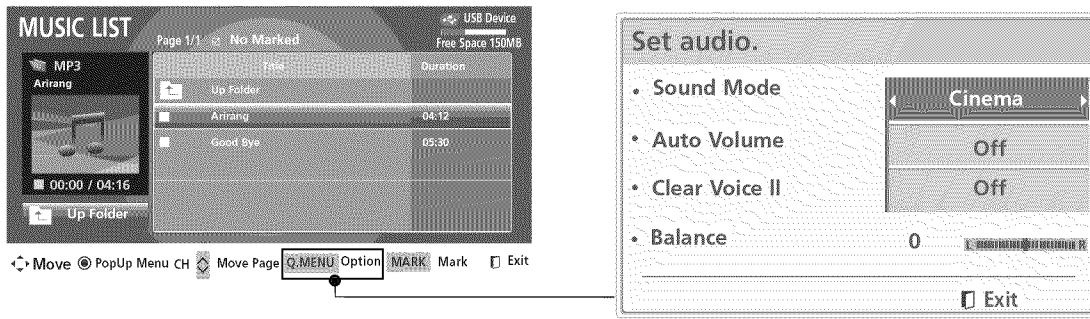 MUSIC LIST
Page 1/1
No Marked
USB Device
Free Space 150MB
MP3
Arirang
00:00 / 04:16
Up Folder
Title
Duration
Up Folder
Arirang
04:12
Good Bye
05:30
Move
PopUp Menu
CH
Move Page
Q.MENU
Option
MARK
Mark
Exit
Set audio.
• Sound Mode
Cinema
• Auto Volume
Off
• Clear Voice II
Off
• Balance
0
L
R
Exit